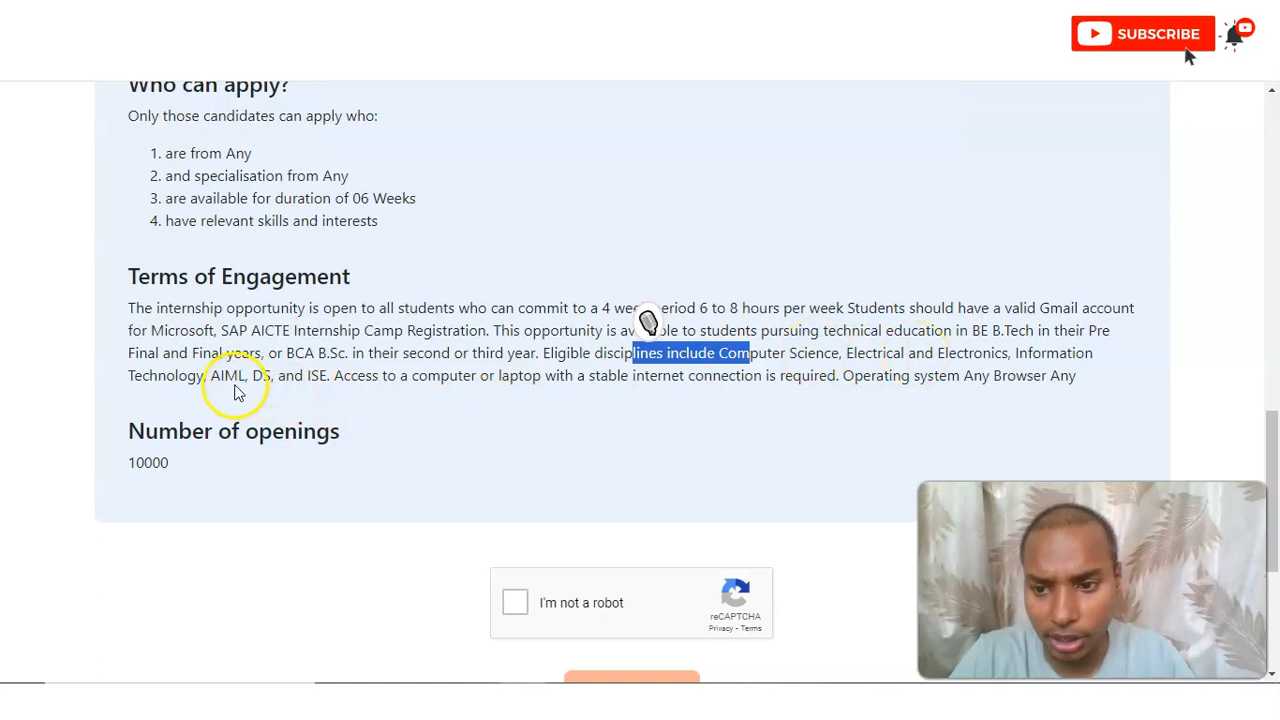 SUBSCRIBE
Who can apply?
Only those candidates can apply who:
1. are from Any
2. and specialisation from Any
3. are available for duration of 06 Weeks
4. have relevant skills and interests
Terms of Engagement
The internship opportunity is open to all students who can commit to a 4 week period 6 to 8 hours per week Students should have a valid Gmail account
for Microsoft, SAP AICTE Internship Camp Registration. This opportunity is available to students pursuing technical education in BE B.Tech in their Pre
Final and Final years, or BCA B.Sc. in their second or third year. Eligible disciplines include Computer Science, Electrical and Electronics, Information
Technology, AIML, DS, and ISE. Access to a computer or laptop with a stable internet connection is required. Operating system Any Browser Any
Number of openings
10000
I'm not a robot
reCAPTCHA
Privacy - Terms